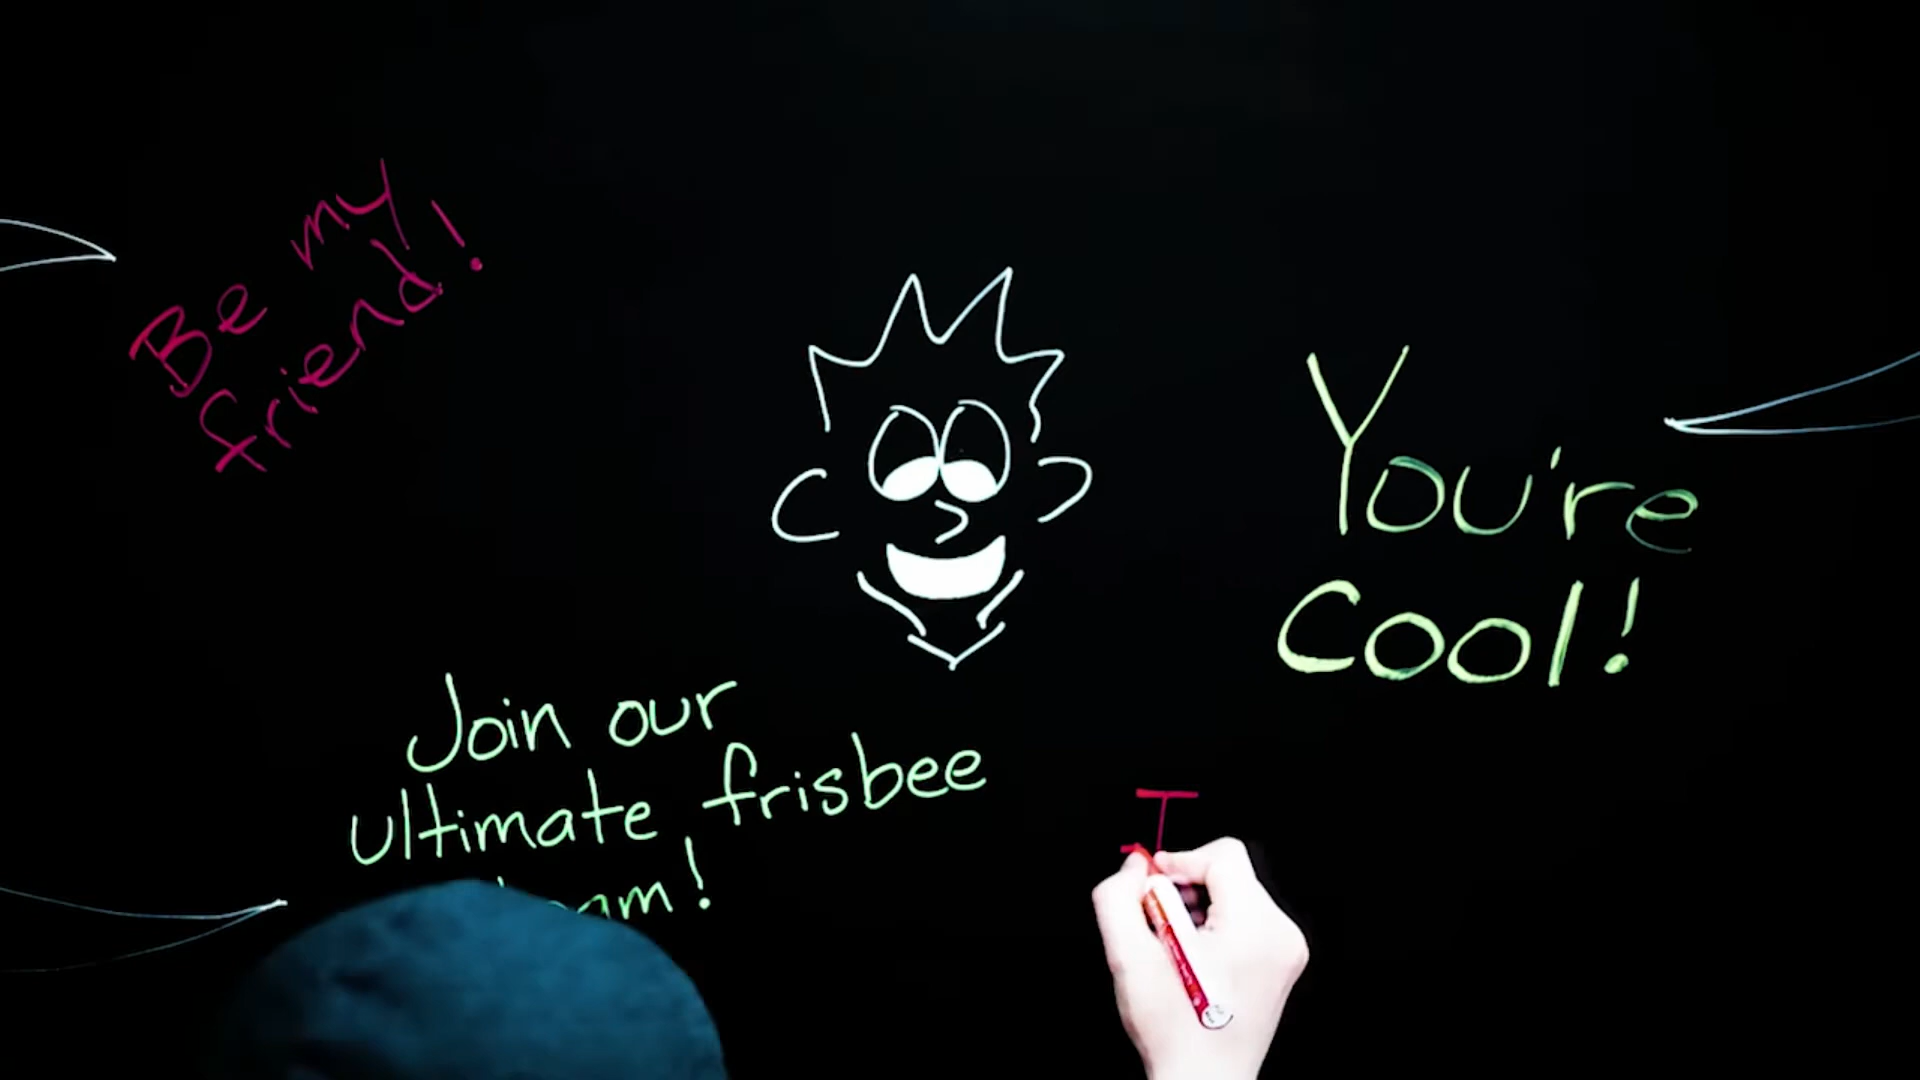 Be my
friend!
You're
Cool!
Join our
ultimate frisbee
I